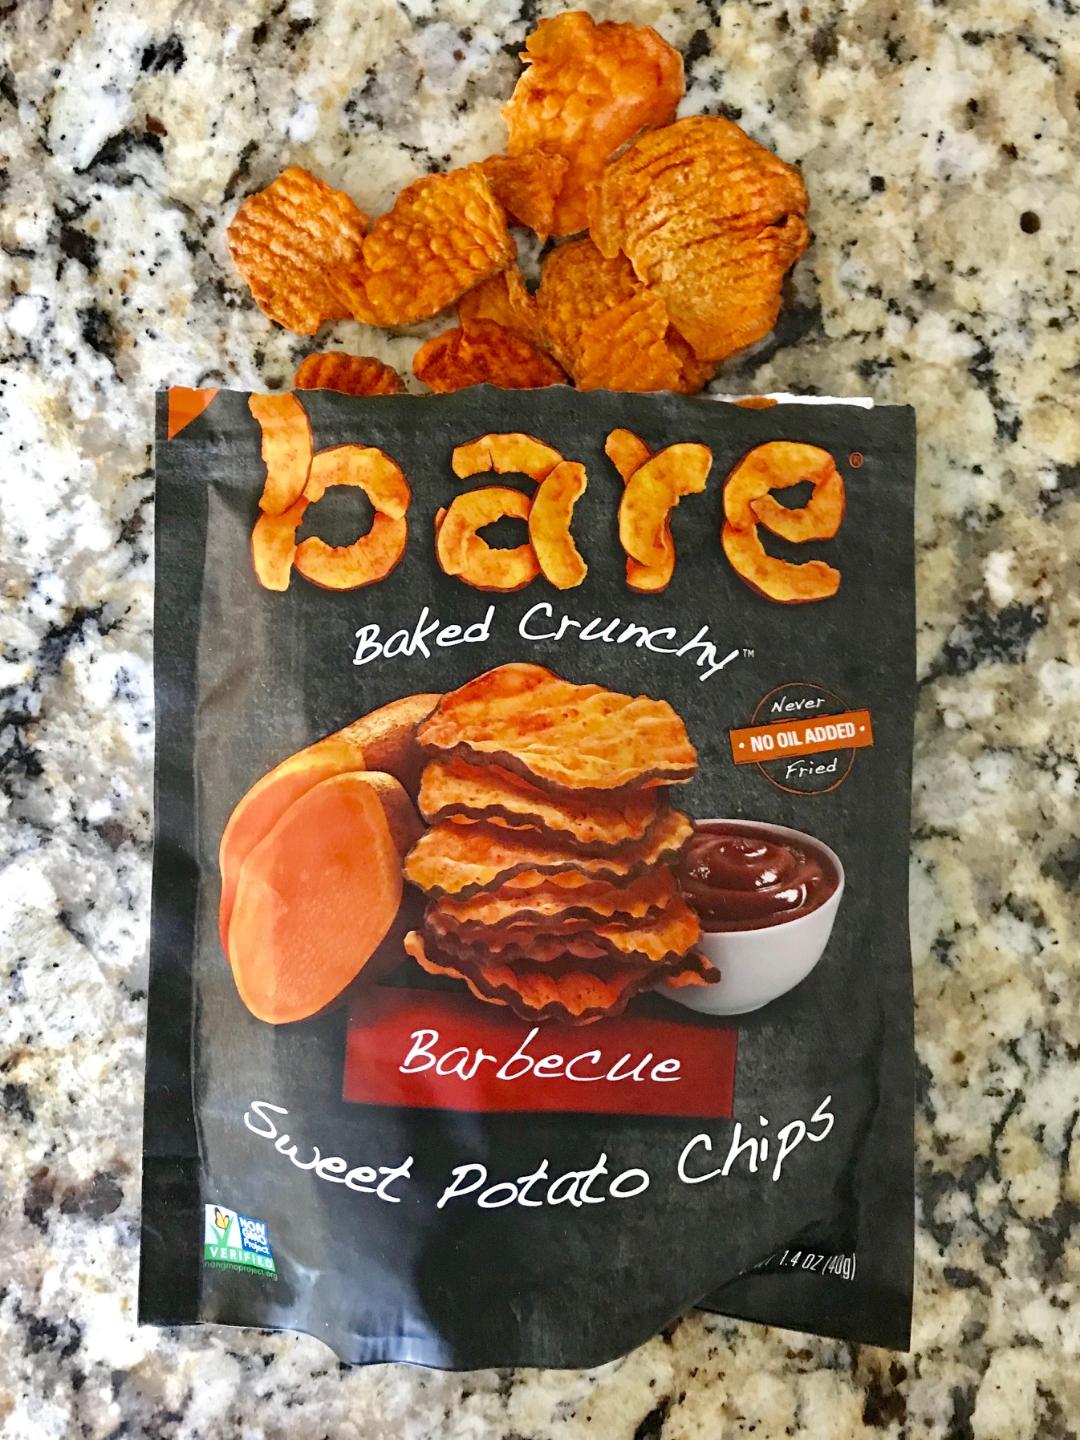 bare®
Baked Crunchy™
Never
• NO OIL ADDED •
Fried
Barbecue
Sweet Potato Chips
NON
GMO
Project
VERIFIED
nongmoproject.org
1.4 OZ (40g)